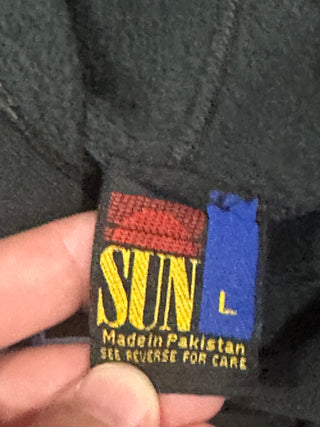 SUN
L
Made in Pakistan
SEE REVERSE FOR CARE